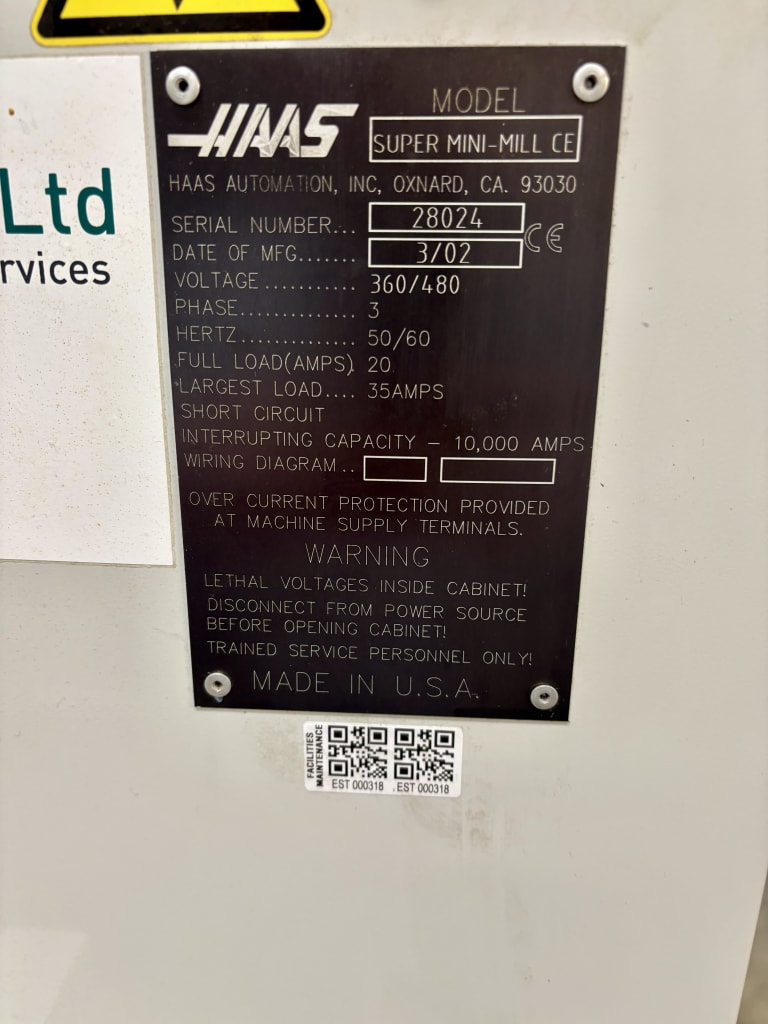 Ltd
rvices
HAAS
MODEL
SUPER MINI-MILL CE
HAAS AUTOMATION, INC, OXNARD, CA. 93030
SERIAL NUMBER... 28024
DATE OF MFG....... 3/02
CE
VOLTAGE........... 360/480
PHASE.............. 3
HERTZ.............. 50/60
FULL LOAD(AMPS) 20
LARGEST LOAD.... 35AMPS
SHORT CIRCUIT
INTERRUPTING CAPACITY – 10,000 AMPS
WIRING DIAGRAM..
OVER CURRENT PROTECTION PROVIDED
AT MACHINE SUPPLY TERMINALS.
WARNING
LETHAL VOLTAGES INSIDE CABINET!
DISCONNECT FROM POWER SOURCE
BEFORE OPENING CABINET!
TRAINED SERVICE PERSONNEL ONLY!
MADE IN U.S.A.
FACILITIES
MAINTENANCE
EST 000318 EST 000318